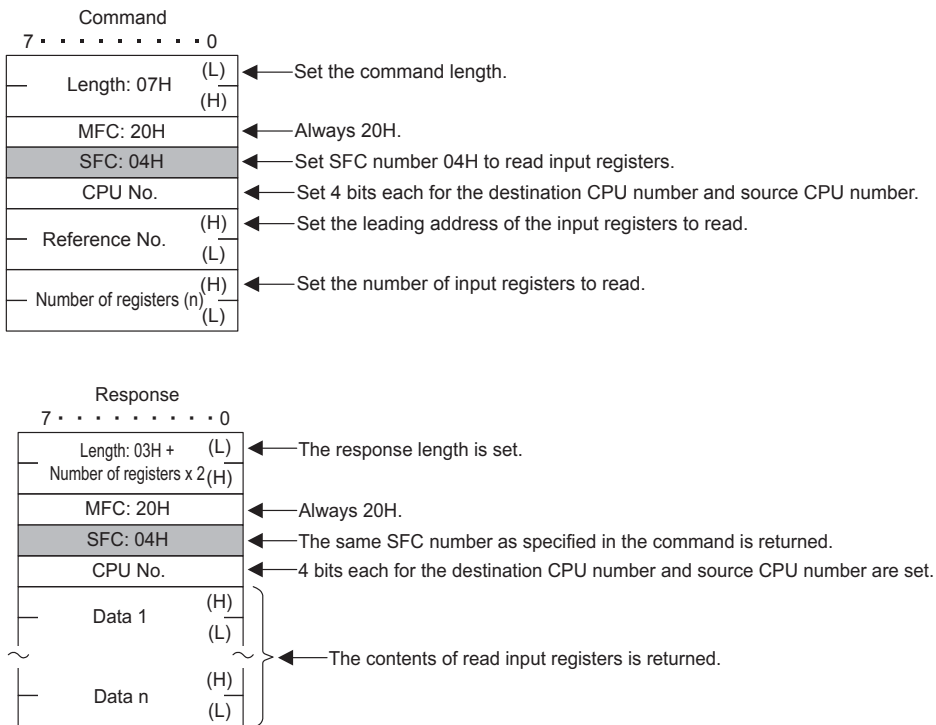 Command
7 · · · · · · · · · 0
Length: 07H (L)
(H)
Set the command length.
MFC: 20H
Always 20H.
SFC: 04H
Set SFC number 04H to read input registers.
CPU No.
Set 4 bits each for the destination CPU number and source CPU number.
Reference No. (H)
(L)
Set the leading address of the input registers to read.
Number of registers (n) (H)
(L)
Set the number of input registers to read.
Response
7 · · · · · · · · 0
Length: 03H + (L)
Number of registers x 2 (H)
The response length is set.
MFC: 20H
Always 20H.
SFC: 04H
The same SFC number as specified in the command is returned.
CPU No.
4 bits each for the destination CPU number and source CPU number are set.
Data 1 (H)
(L)
The contents of read input registers is returned.
Data n (H)
(L)